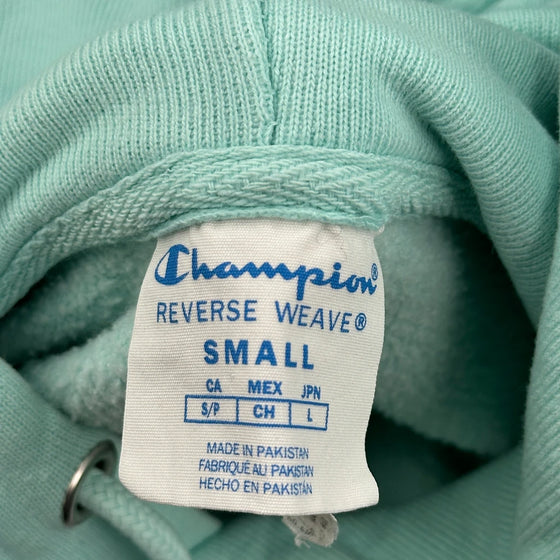 Champion®
REVERSE WEAVE®
SMALL
CA MEX JPN
S/P CH L
MADE IN PAKISTAN
FABRIQUÉ AU PAKISTAN
HECHO EN PAKISTÁN